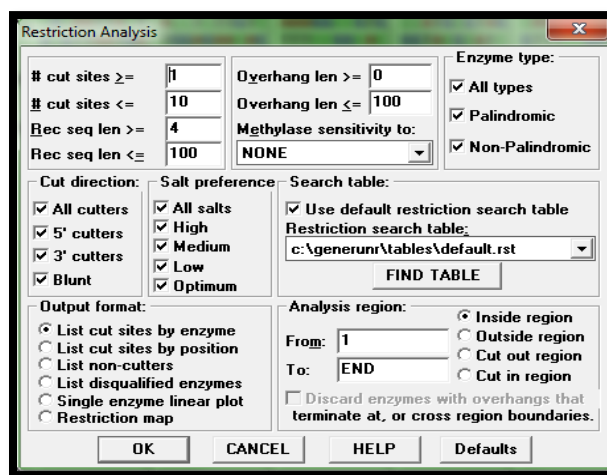 Restriction Analysis
# cut sites >= 1
# cut sites <= 10
Rec seq len >= 4
Rec seq len <= 100
Overhang len >= 0
Overhang len <= 100
Methylase sensitivity to:
NONE
Enzyme type:
All types
Palindromic
Non-Palindromic
Cut direction:
All cutters
5' cutters
3' cutters
Blunt
Salt preference
All salts
High
Medium
Low
Optimum
Search table:
Use default restriction search table
Restriction search table:
c:\generunr\tables\default.rst
FIND TABLE
Output format:
List cut sites by enzyme
List cut sites by position
List non-cutters
List disqualified enzymes
Single enzyme linear plot
Restriction map
Analysis region:
From: 1
To: END
Inside region
Outside region
Cut out region
Cut in region
Discard enzymes with overhangs that
terminate at, or cross region boundaries.
OK CANCEL HELP Defaults